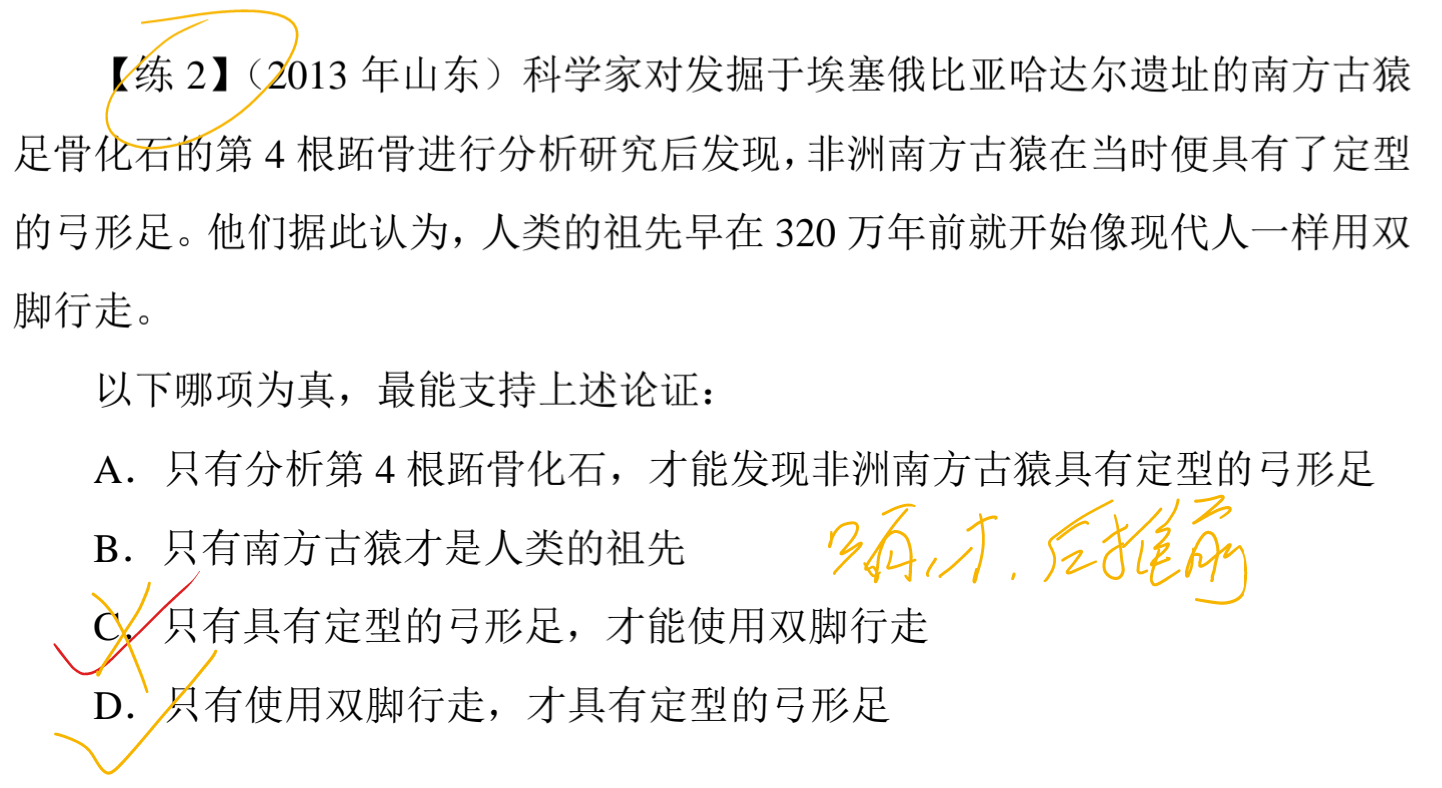 【练 2】（2013 年山东）科学家对发掘于埃塞俄比亚哈达尔遗址的南方古猿
足骨化石的第 4 根跖骨进行分析研究后发现，非洲南方古猿在当时便具有了定型
的弓形足。他们据此认为，人类的祖先早在 320 万年前就开始像现代人一样用双
脚行走。
以下哪项为真，最能支持上述论证：
A．只有分析第 4 根跖骨化石，才能发现非洲南方古猿具有定型的弓形足
B．只有南方古猿才是人类的祖先
只有，才．后推前
C．只有具有定型的弓形足，才能使用双脚行走
D．只有使用双脚行走，才具有定型的弓形足